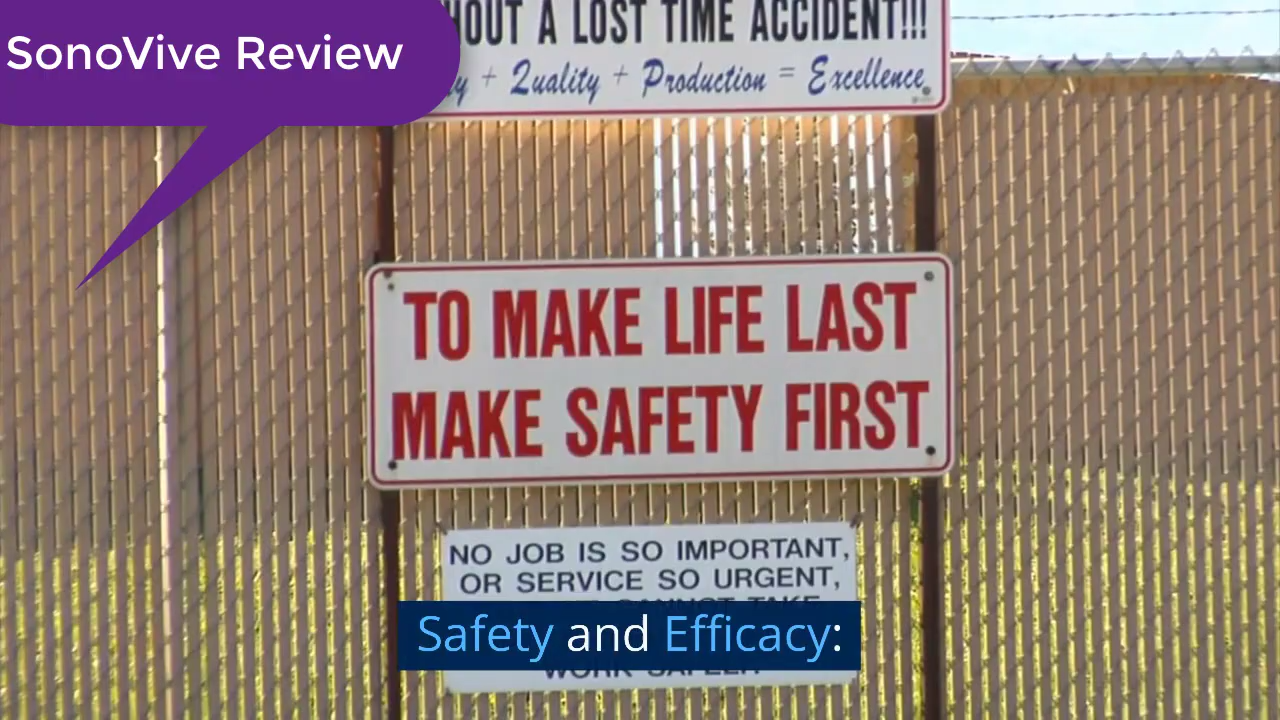 SonoVive Review
A LOST TIME ACCIDENT!!!
+ Quality + Production = Excellence
TO MAKE LIFE LAST
MAKE SAFETY FIRST
NO JOB IS SO IMPORTANT,
OR SERVICE SO URGENT,
Safety and Efficacy: